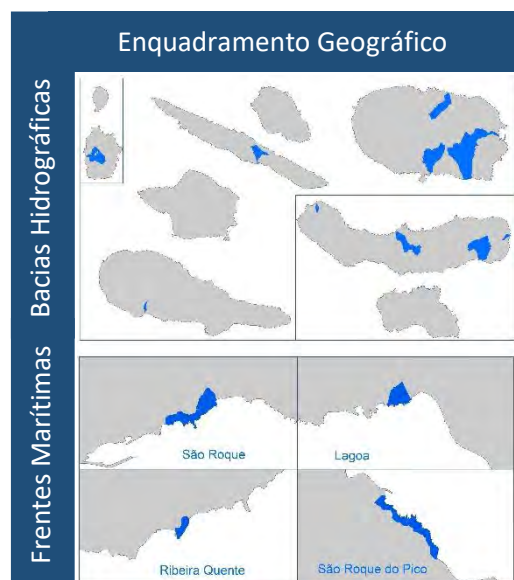 Enquadramento Geográfico
Bacias Hidrográficas
Frentes Marítimas
São Roque
Lagoa
Ribeira Quente
São Roque do Pico